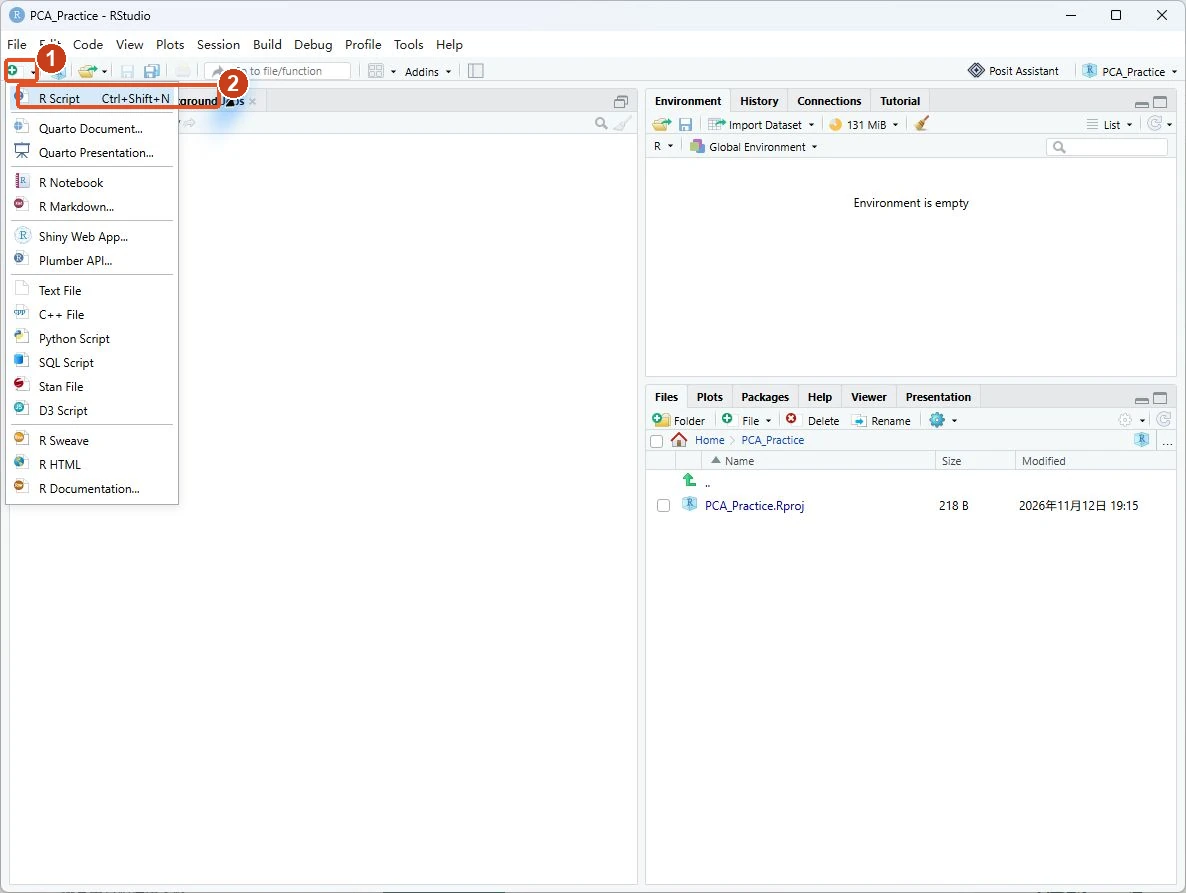 PCA_Practice - RStudio
File Edit Code View Plots Session Build Debug Profile Tools Help
1
to file/function
Addins
Posit Assistant
PCA_Practice
2
R Script Ctrl+Shift+N
Quarto Document...
Quarto Presentation...
R Notebook
R Markdown...
Shiny Web App...
Plumber API...
Text File
C++ File
Python Script
SQL Script
Stan File
D3 Script
R Sweave
R HTML
R Documentation...
Environment History Connections Tutorial
Import Dataset 131 MiB List
R Global Environment
Environment is empty
Files Plots Packages Help Viewer Presentation
Folder File Delete Rename
Home PCA_Practice ...
Name Size Modified
..
PCA_Practice.Rproj 218 B 2026年11月12日 19:15